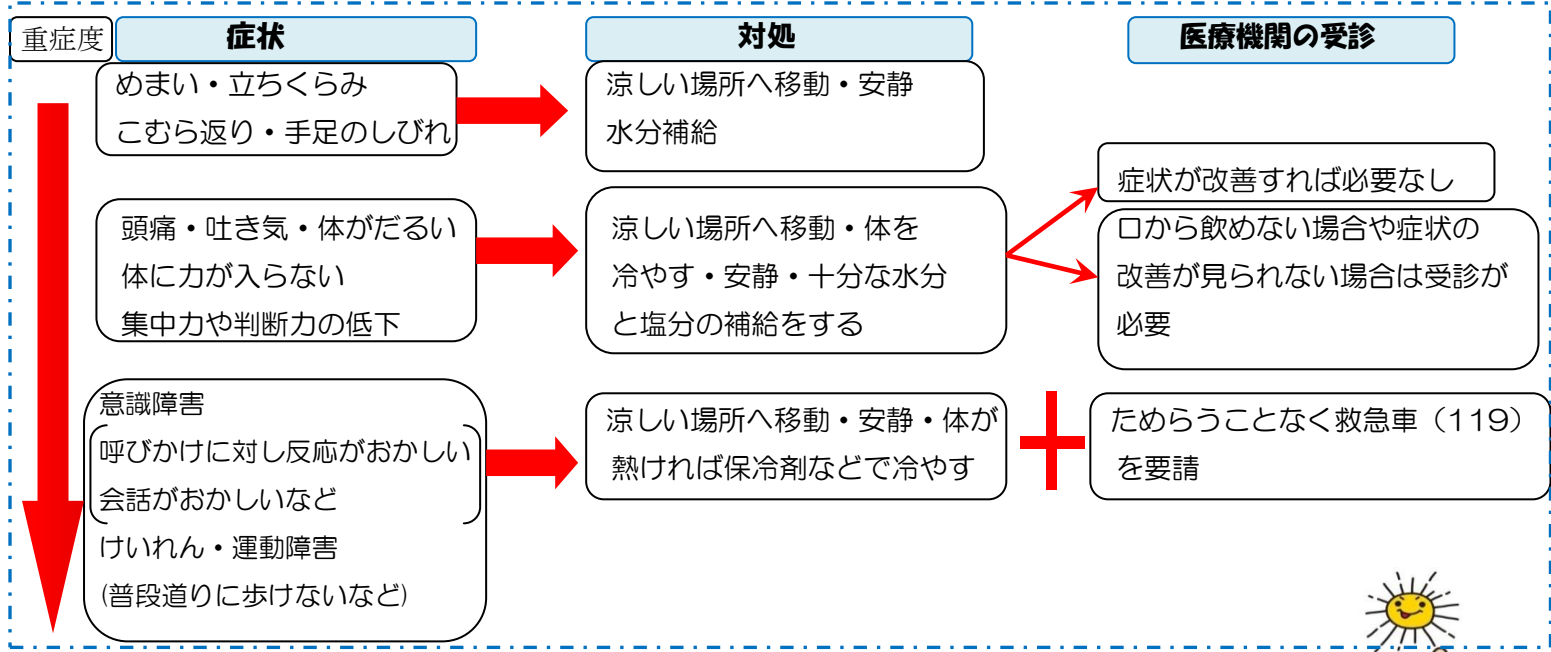 重症度
症状
対処
医療機関の受診
めまい・立ちくらみ
こむら返り・手足のしびれ
涼しい場所へ移動・安静
水分補給
頭痛・吐き気・体がだるい
体に力が入らない
集中力や判断力の低下
涼しい場所へ移動・体を
冷やす・安静・十分な水分
と塩分の補給をする
症状が改善すれば必要なし
口から飲めない場合や症状の
改善が見られない場合は受診が
必要
意識障害
呼びかけに対し反応がおかしい
会話がおかしいなど
けいれん・運動障害
(普段道りに歩けないなど)
涼しい場所へ移動・安静・体が
熱ければ保冷剤などで冷やす
ためらうことなく救急車（119）
を要請